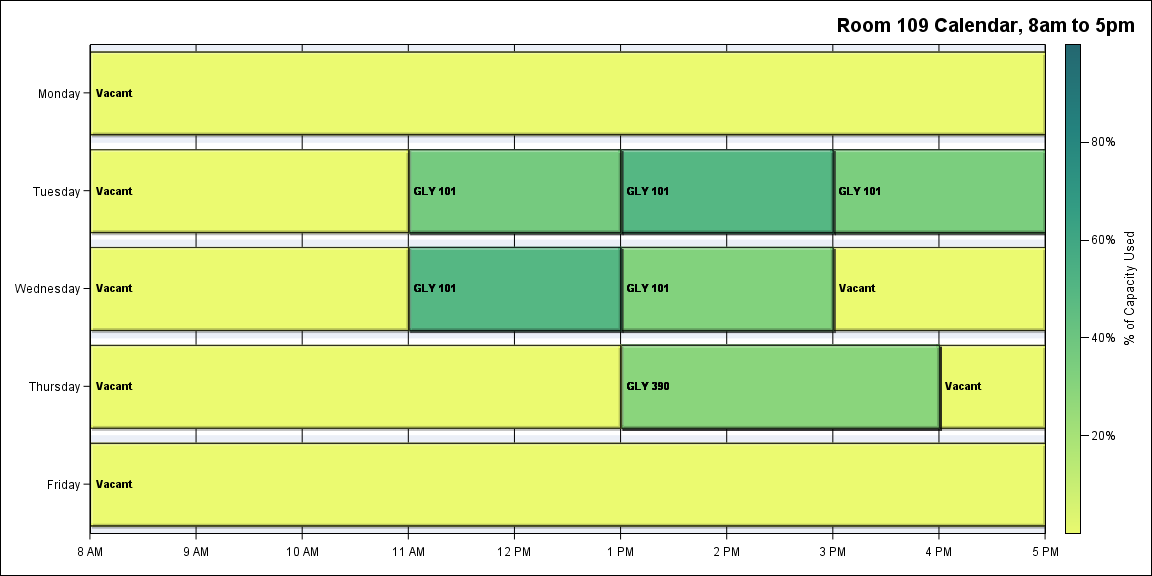 Room 109 Calendar, 8am to 5pm
Monday
Vacant
Tuesday
Vacant
GLY 101
GLY 101
GLY 101
Wednesday
Vacant
GLY 101
GLY 101
Vacant
Thursday
Vacant
GLY 390
Vacant
Friday
Vacant
8 AM
9 AM
10 AM
11 AM
12 PM
1 PM
2 PM
3 PM
4 PM
5 PM
80%
60%
40%
20%
% of Capacity Used